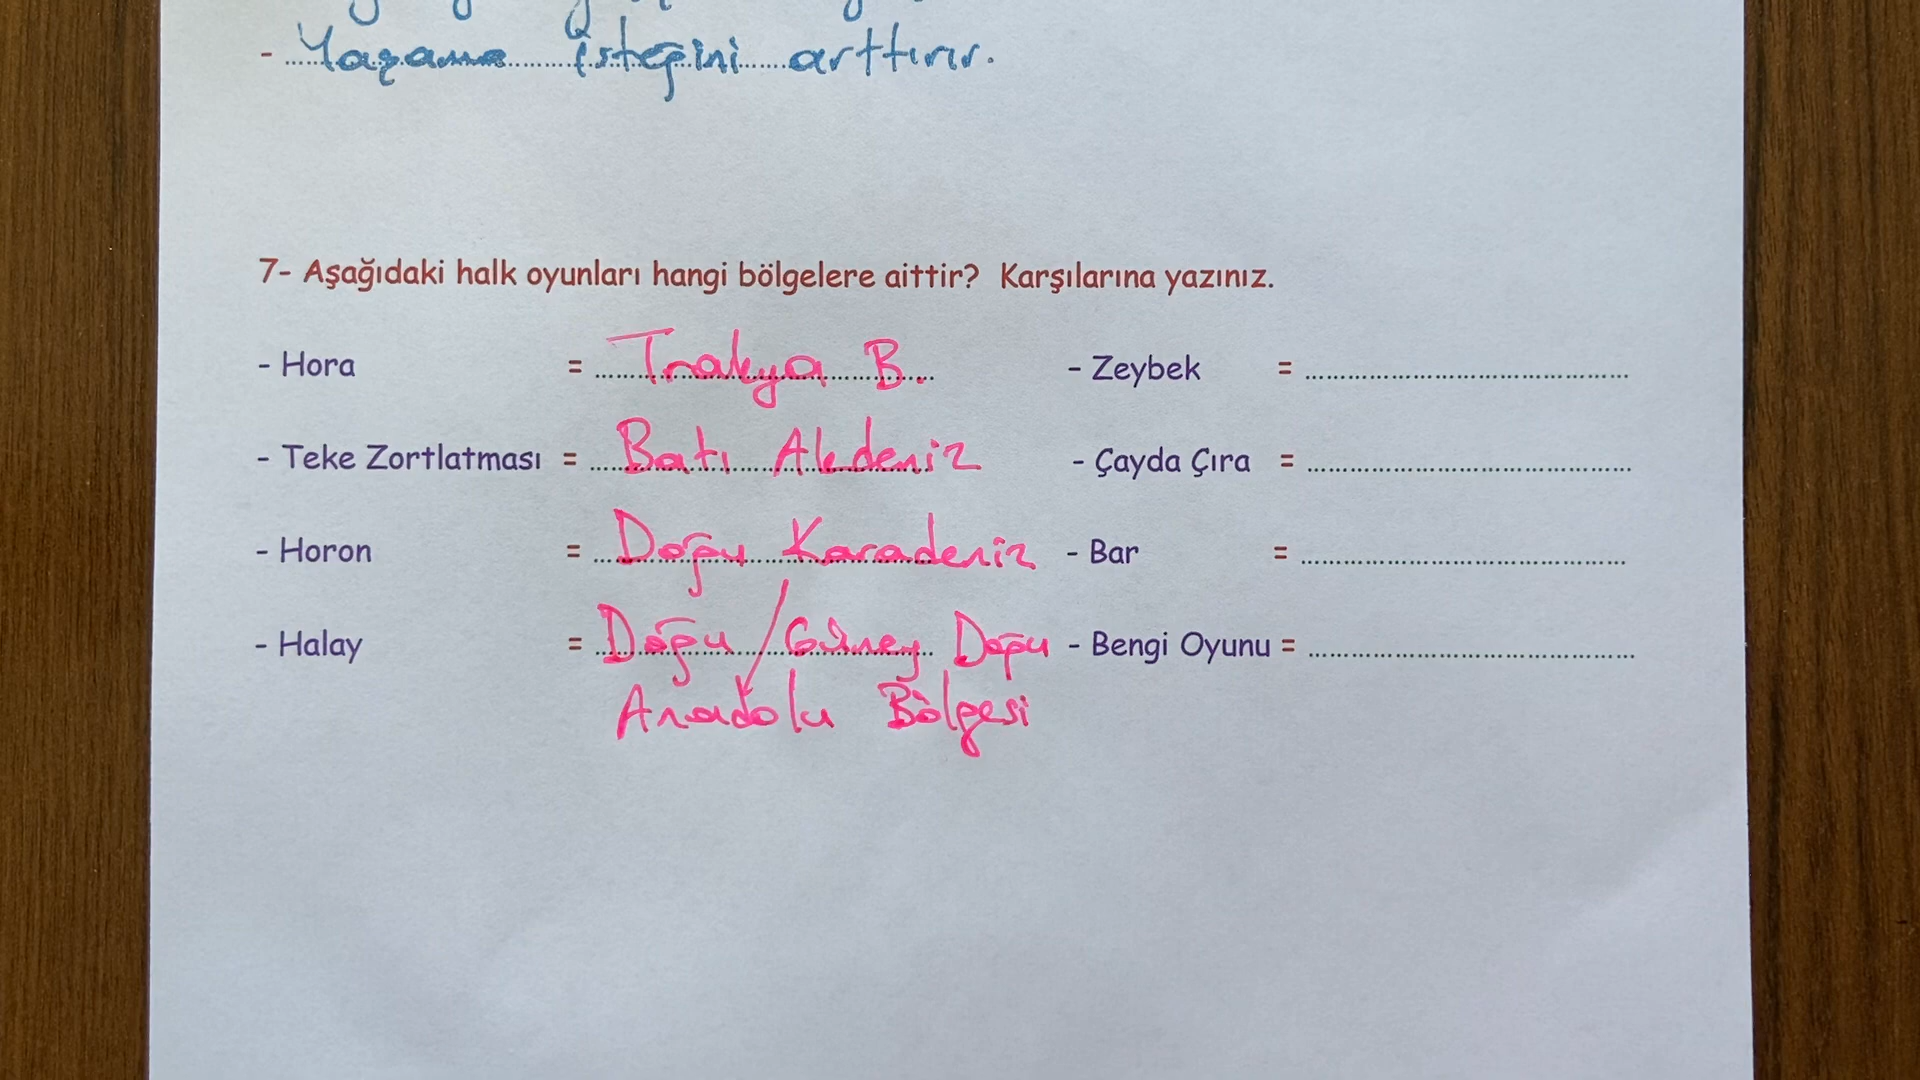 - Yaşama isteğini arttırır.
7- Aşağıdaki halk oyunları hangi bölgelere aittir? Karşılarına yazınız.
- Hora = Trakya B. - Zeybek = ..............................
- Teke Zortlatması = Batı Akdeniz - Çayda Çıra = ..............................
- Horon = Doğu Karadeniz - Bar = ..............................
- Halay = Doğu / Güney Doğu - Bengi Oyunu = ..............................
Anadolu Bölgesi